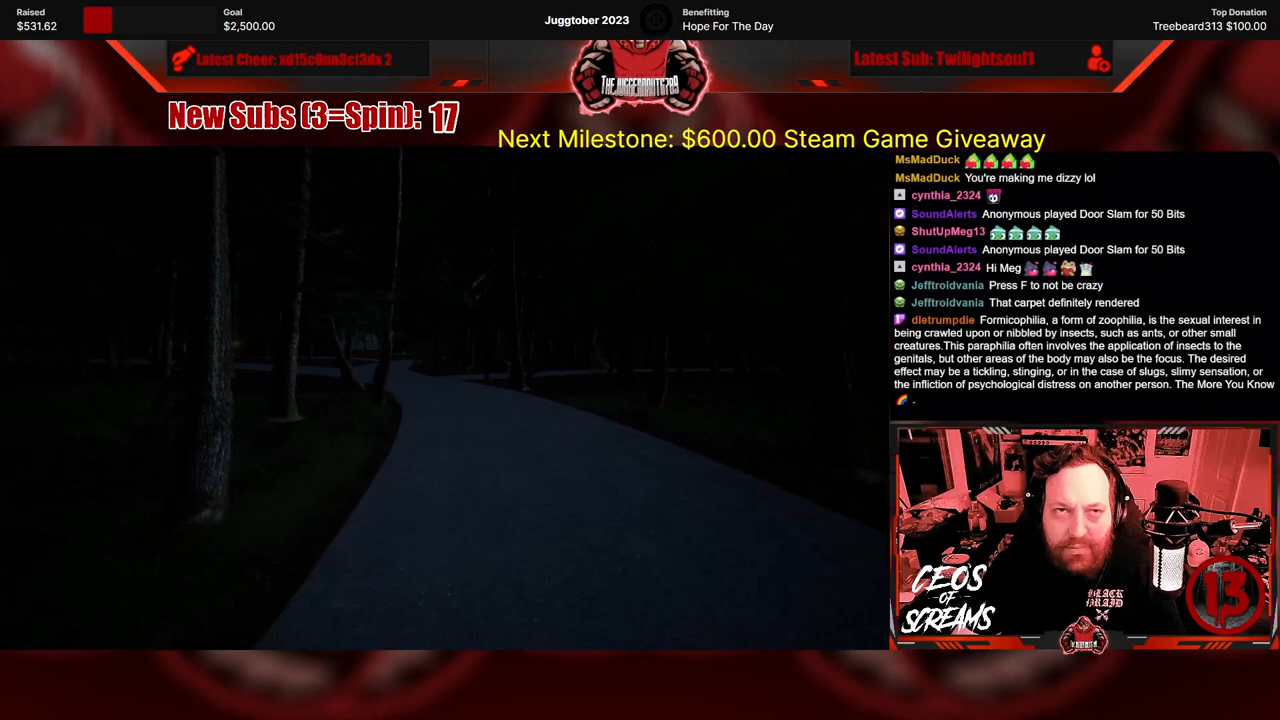 Raised
$531.62
Goal
$2,500.00
Juggtober 2023
Benefitting
Hope For The Day
Top Donation
Treebeard313 $100.00
Latest Cheer: xd15c0nn3ct3dx 2
THEJUGGERNAUT6789
Latest Sub: Twilightsoul1
New Subs (3=Spin): 17
Next Milestone: $600.00 Steam Game Giveaway
MsMadDuck
MsMadDuck You're making me dizzy lol
cynthia_2324
SoundAlerts Anonymous played Door Slam for 50 Bits
ShutUpMeg13
SoundAlerts Anonymous played Door Slam for 50 Bits
cynthia_2324 Hi Meg
Jefftroidvania Press F to not be crazy
Jefftroidvania That carpet definitely rendered
dietrumpdie Formicophilia, a form of zoophilia, is the sexual interest in
being crawled upon or nibbled by insects, such as ants, or other small
creatures.This paraphilia often involves the application of insects to the
genitals, but other areas of the body may also be the focus. The desired
effect may be a tickling, stinging, or in the case of slugs, slimy sensation, or
the infliction of psychological distress on another person. The More You Know
.
CEOS
OF
SCREAMS
BLACK
BRAID
13